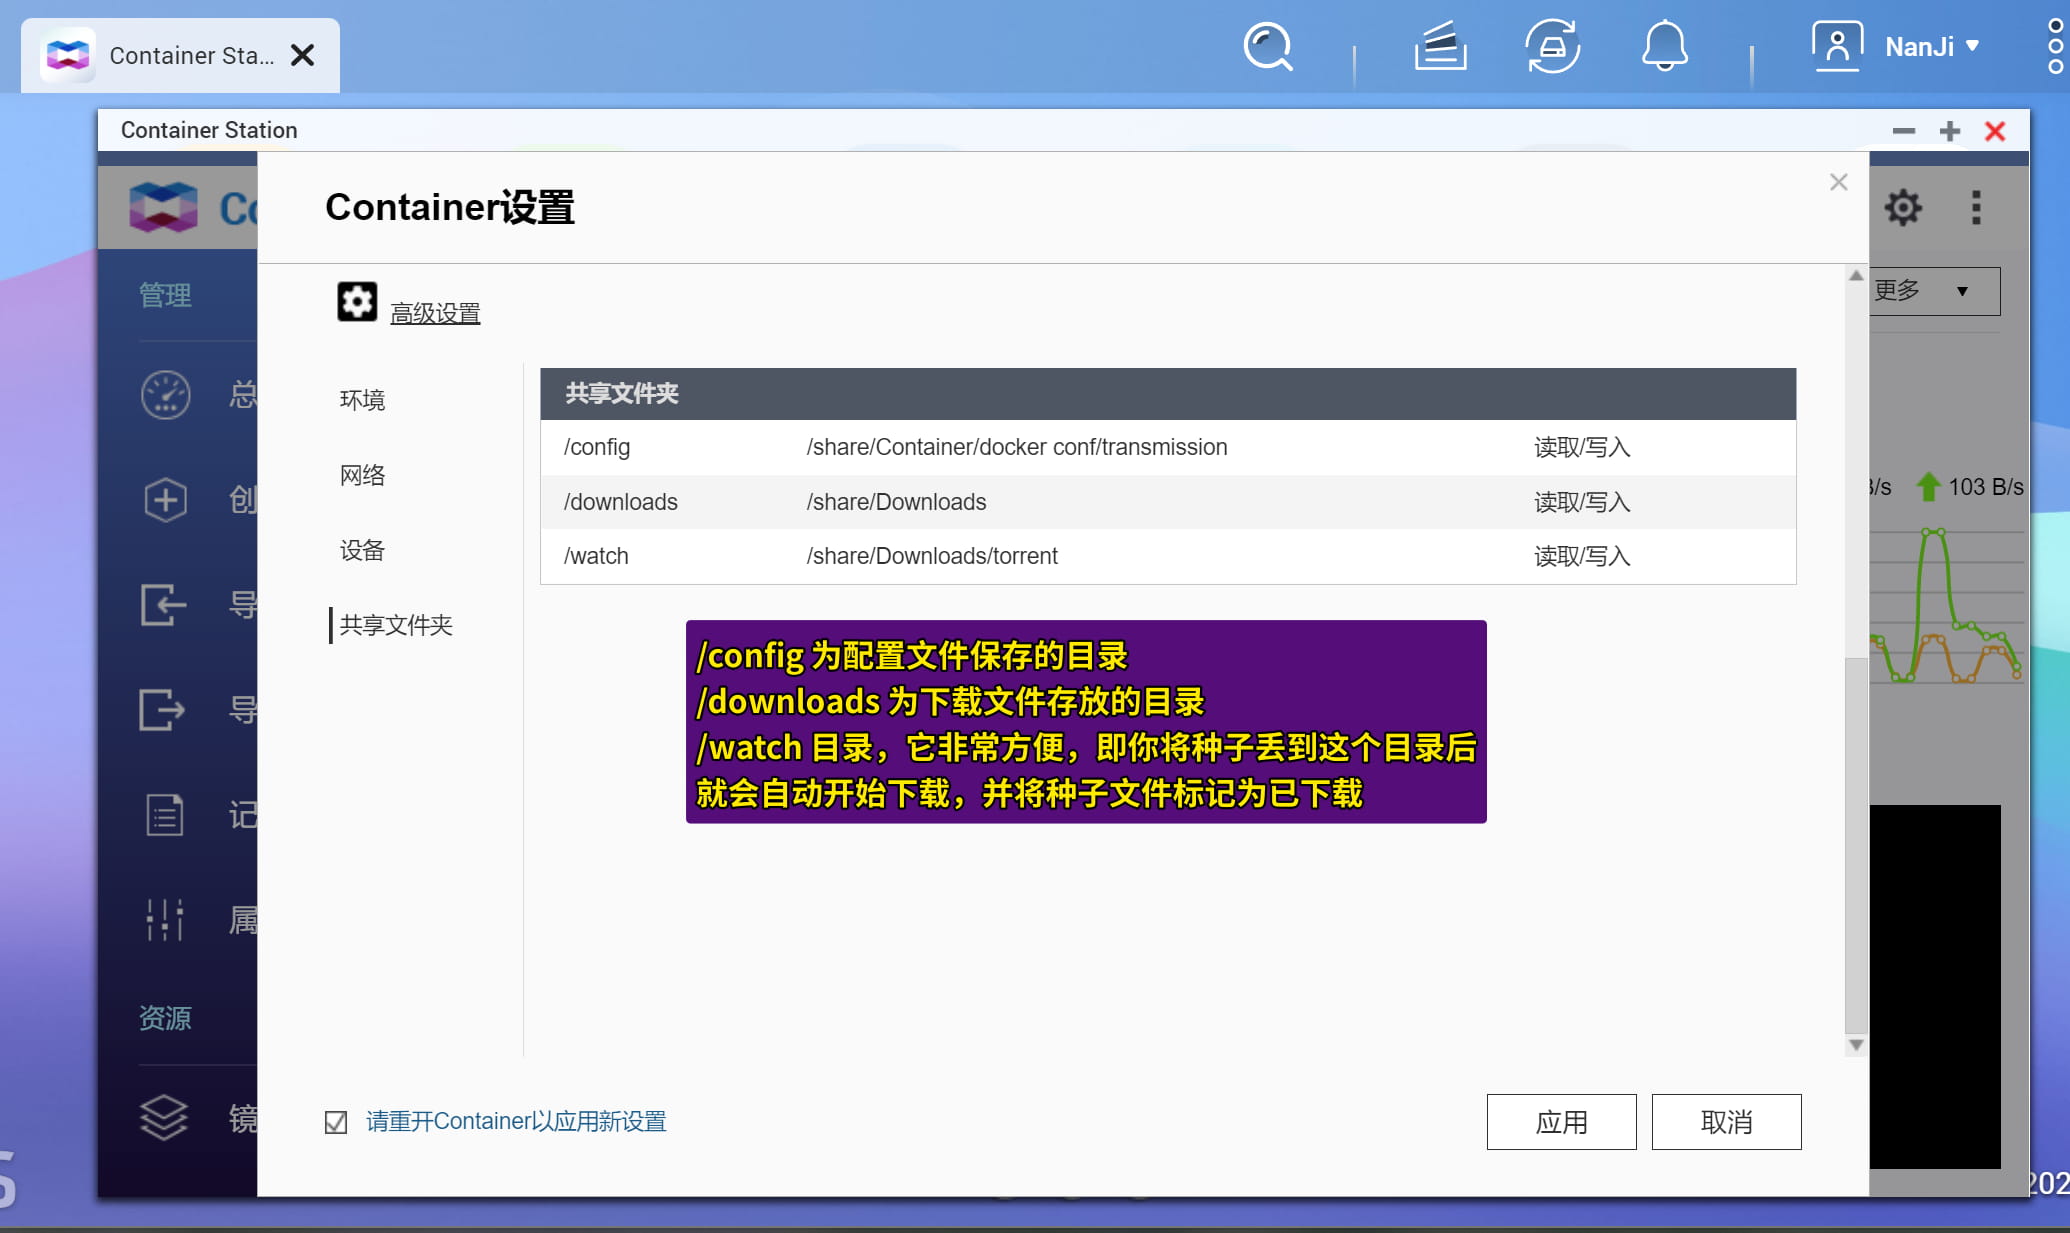 Container Sta...
NanJi
Container Station
Container设置
管理
高级设置
更多
环境
网络
设备
共享文件夹
共享文件夹
/config /share/Container/docker conf/transmission 读取/写入
/downloads /share/Downloads 读取/写入
/watch /share/Downloads/torrent 读取/写入
/config 为配置文件保存的目录
/downloads 为下载文件存放的目录
/watch 目录，它非常方便，即你将种子丢到这个目录后
就会自动开始下载，并将种子文件标记为已下载
103 B/s
总
创
导
导
记
属
资源
镜
请重开Container以应用新设置
应用
取消